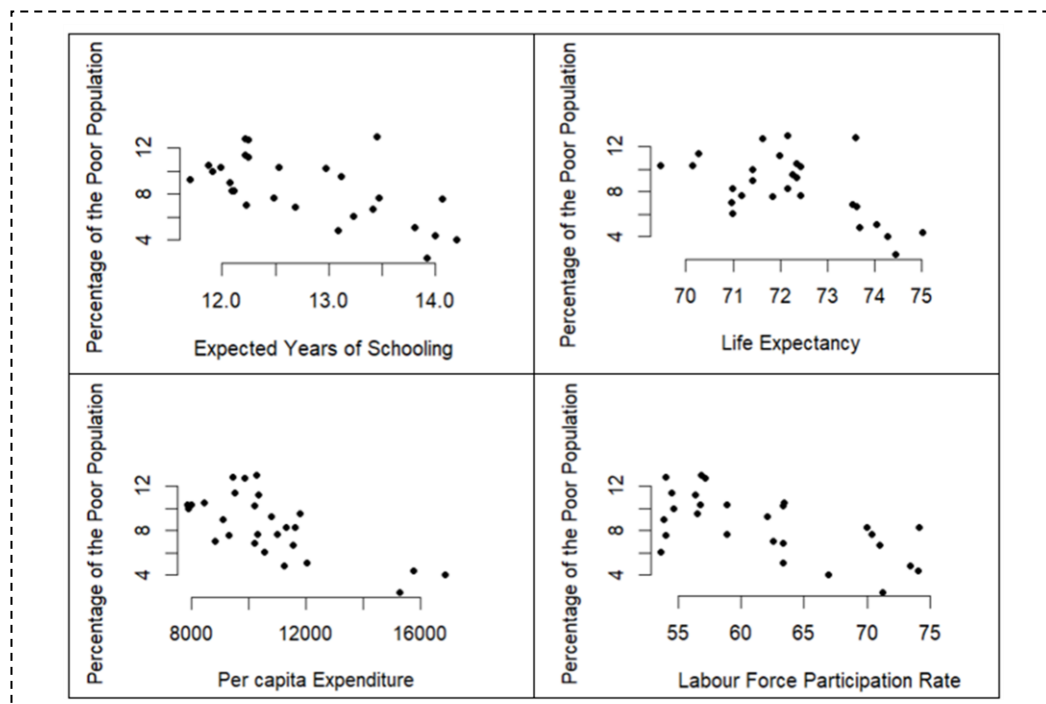 Percentage of the Poor Population
12
8
4
12.0 13.0 14.0
Expected Years of Schooling
Percentage of the Poor Population
12
8
4
70 71 72 73 74 75
Life Expectancy
Percentage of the Poor Population
12
8
4
8000 12000 16000
Per capita Expenditure
Percentage of the Poor Population
12
8
4
55 60 65 70 75
Labour Force Participation Rate